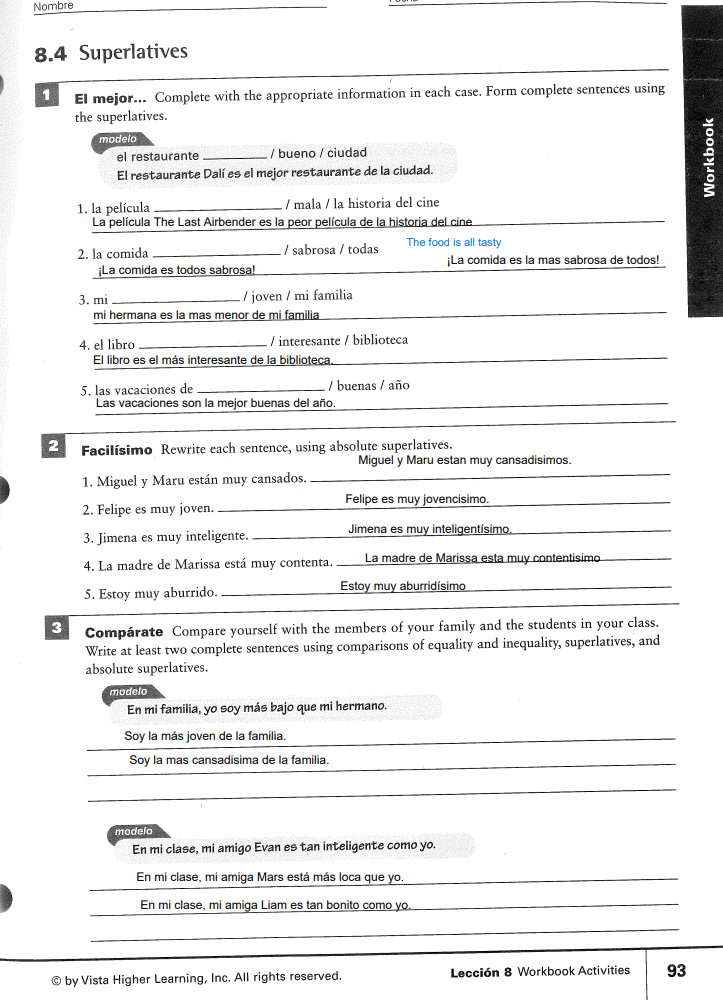 Nombre
8.4 Superlatives
1 El mejor... Complete with the appropriate information in each case. Form complete sentences using
the superlatives.
modelo
el restaurante __________ / bueno / ciudad
El restaurante Dalí es el mejor restaurante de la ciudad.
1. la película __________ / mala / la historia del cine
La película The Last Airbender es la peor película de la historia del cine
2. la comida __________ / sabrosa / todas
The food is all tasty
¡La comida es todos sabrosa!
¡La comida es la mas sabrosa de todos!
3. mi __________ / joven / mi familia
mi hermana es la mas menor de mi familia
4. el libro __________ / interesante / biblioteca
El libro es el más interesante de la biblioteca.
5. las vacaciones de __________ / buenas / año
Las vacaciones son la mejor buenas del año.
Workbook
2 Facilísimo Rewrite each sentence, using absolute superlatives.
Miguel y Maru estan muy cansadisimos.
1. Miguel y Maru están muy cansados.
2. Felipe es muy joven. Felipe es muy jovencisimo.
3. Jimena es muy inteligente. Jimena es muy inteligentísimo.
4. La madre de Marissa está muy contenta. La madre de Marissa esta muy contentisimo
5. Estoy muy aburrido. Estoy muy aburridísimo
3 Compárate Compare yourself with the members of your family and the students in your class.
Write at least two complete sentences using comparisons of equality and inequality, superlatives, and
absolute superlatives.
modelo
En mi familia, yo soy más bajo que mi hermano.
Soy la más joven de la familia.
Soy la mas cansadisima de la familia.
modelo
En mi clase, mi amigo Evan es tan inteligente como yo.
En mi clase, mi amiga Mars está más loca que yo.
En mi clase, mi amiga Liam es tan bonito como yo.
© by Vista Higher Learning, Inc. All rights reserved.
Lección 8 Workbook Activities 93